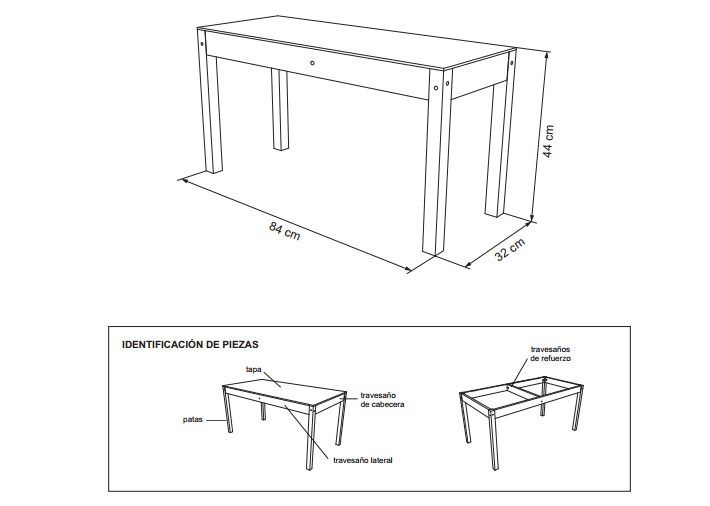 44 cm
84 cm
32 cm
IDENTIFICACIÓN DE PIEZAS
tapa
travesaño
de cabecera
patas
travesaño lateral
travesaños
de refuerzo